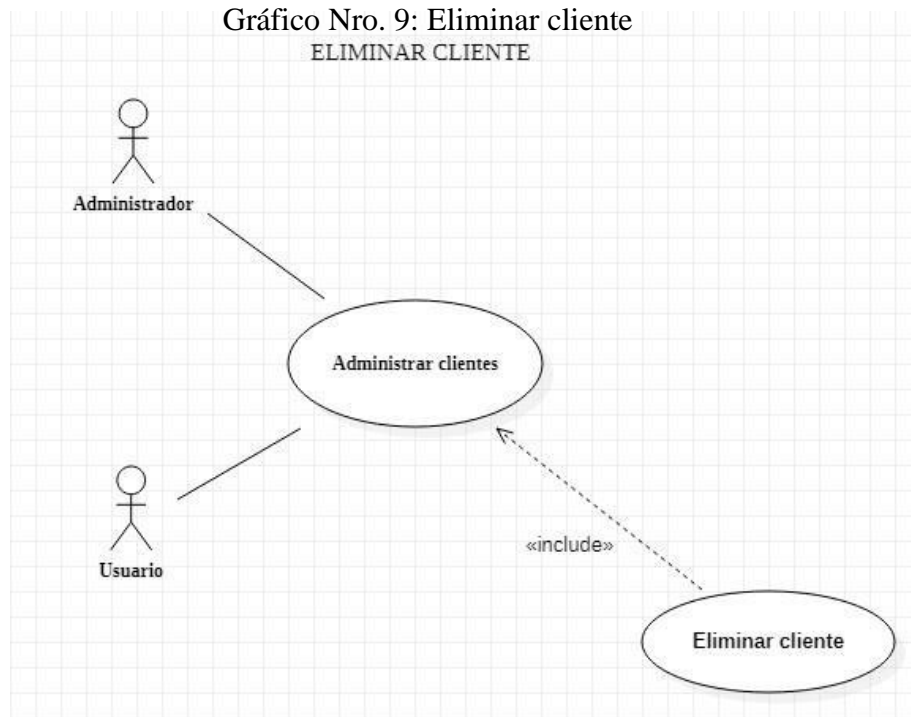 Gráfico Nro. 9: Eliminar cliente
ELIMINAR CLIENTE
Administrador
Administrar clientes
Usuario
«include»
Eliminar cliente